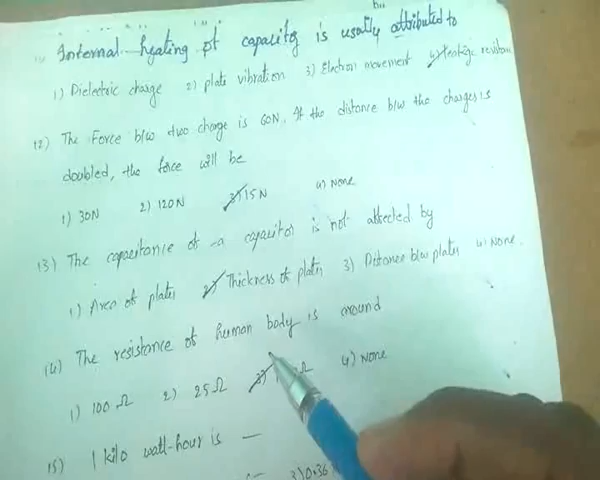 Internal heating of capacitor is usually attributed to
1) Dielectric charge 2) plate vibration 3) Electron movement 4) leakage
12) The Force b/w two charge is 60N. If the distance b/w the charges is
doubled, the force will be
1) 30N 2) 120N 3) 15N 4) None
13) The capacitance of a capacitor is not affected by
1) Area of plates 2) Thickness of plates 3) Distance b/w plates 4) None.
14) The resistance of human body is around
1) 100 Ω 2) 25 Ω 3) Ω 4) None
15) 1 kilo watt-hour is —
3) 0.36